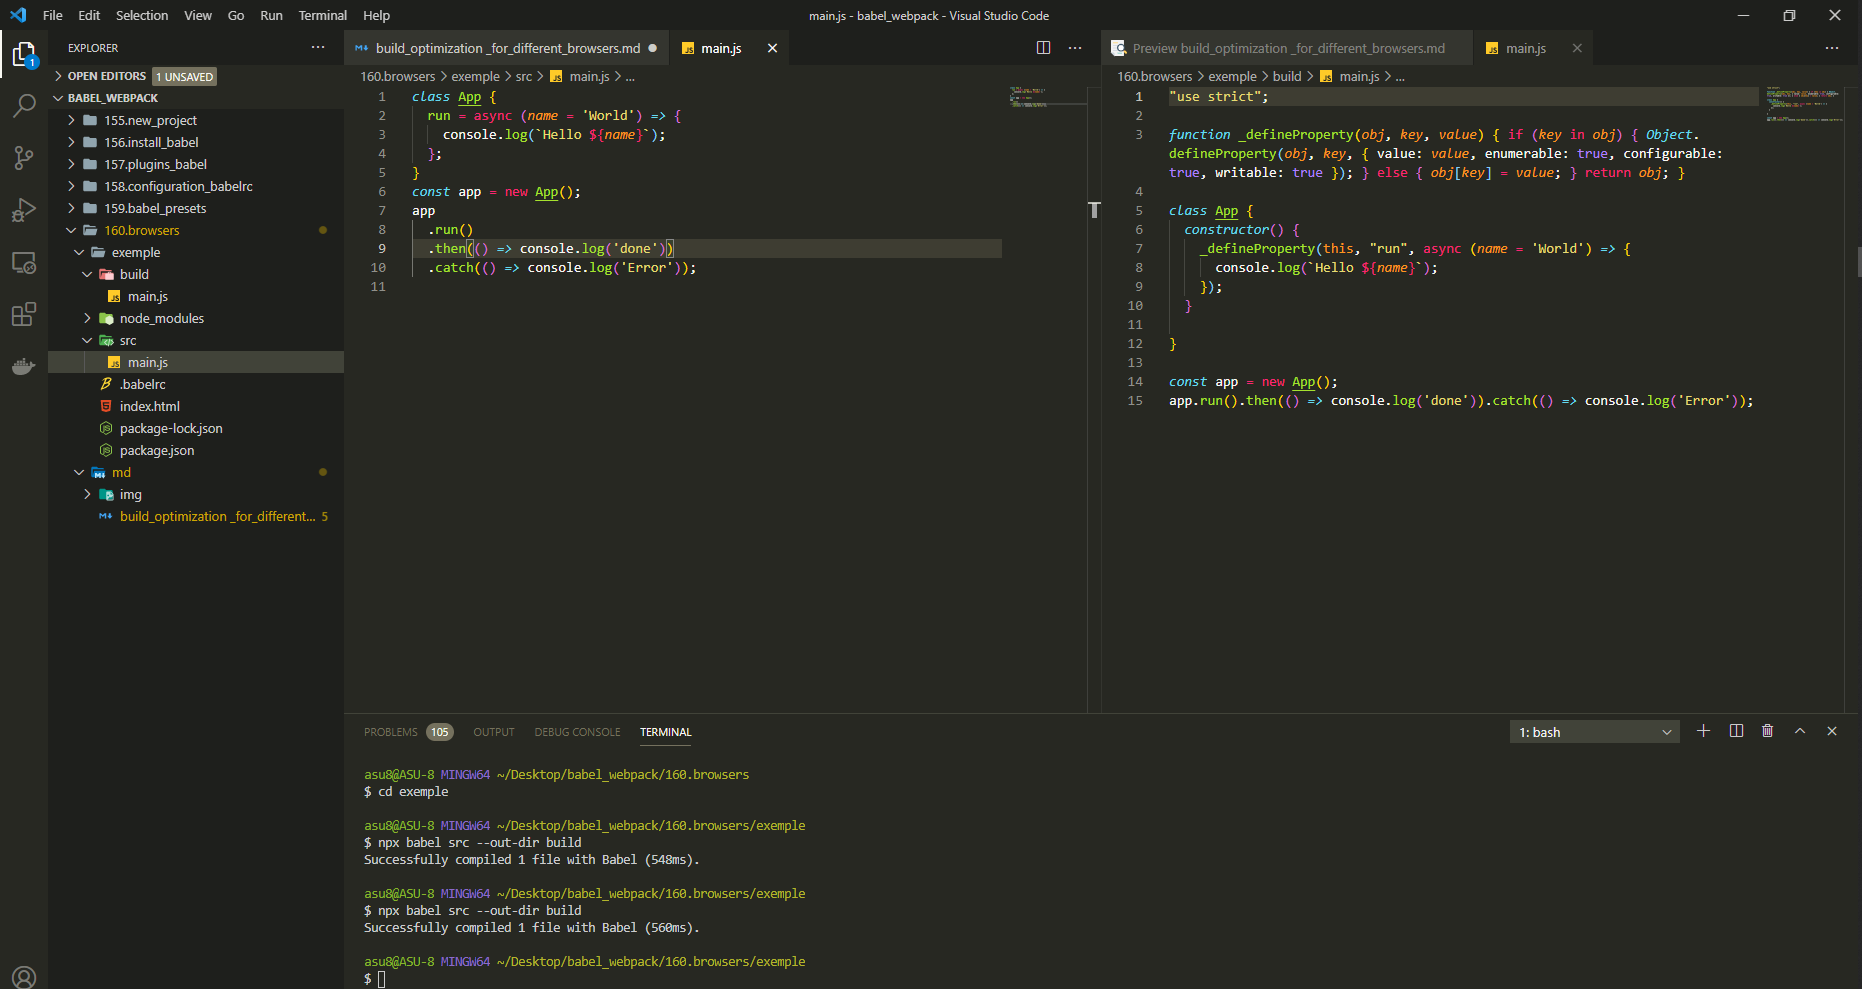 File Edit Selection View Go Run Terminal Help
main.js - babel_webpack - Visual Studio Code
1
EXPLORER
OPEN EDITORS 1 UNSAVED
BABEL_WEBPACK
155.new_project
156.install_babel
157.plugins_babel
158.configuration_babelrc
159.babel_presets
160.browsers
exemple
build
main.js
node_modules
src
main.js
.babelrc
index.html
package-lock.json
package.json
md
img
build_optimization _for_different... 5
build_optimization _for_different_browsers.md main.js
160.browsers > exemple > src > main.js > ...
1 class App {
2 run = async (name = 'World') => {
3 console.log(`Hello ${name}`);
4 };
5 }
6 const app = new App();
7 app
8 .run()
9 .then(() => console.log('done'))
10 .catch(() => console.log('Error'));
11
Preview build_optimization _for_different_browsers.md main.js
160.browsers > exemple > build > main.js > ...
1 "use strict";
2
3 function _defineProperty(obj, key, value) { if (key in obj) { Object.
defineProperty(obj, key, { value: value, enumerable: true, configurable:
true, writable: true }); } else { obj[key] = value; } return obj; }
4
5 class App {
6 constructor() {
7 _defineProperty(this, "run", async (name = 'World') => {
8 console.log(`Hello ${name}`);
9 });
10 }
11
12 }
13
14 const app = new App();
15 app.run().then(() => console.log('done')).catch(() => console.log('Error'));
PROBLEMS 105 OUTPUT DEBUG CONSOLE TERMINAL
1: bash
asu8@ASU-8 MINGW64 ~/Desktop/babel_webpack/160.browsers
$ cd exemple
asu8@ASU-8 MINGW64 ~/Desktop/babel_webpack/160.browsers/exemple
$ npx babel src --out-dir build
Successfully compiled 1 file with Babel (548ms).
asu8@ASU-8 MINGW64 ~/Desktop/babel_webpack/160.browsers/exemple
$ npx babel src --out-dir build
Successfully compiled 1 file with Babel (560ms).
asu8@ASU-8 MINGW64 ~/Desktop/babel_webpack/160.browsers/exemple
$